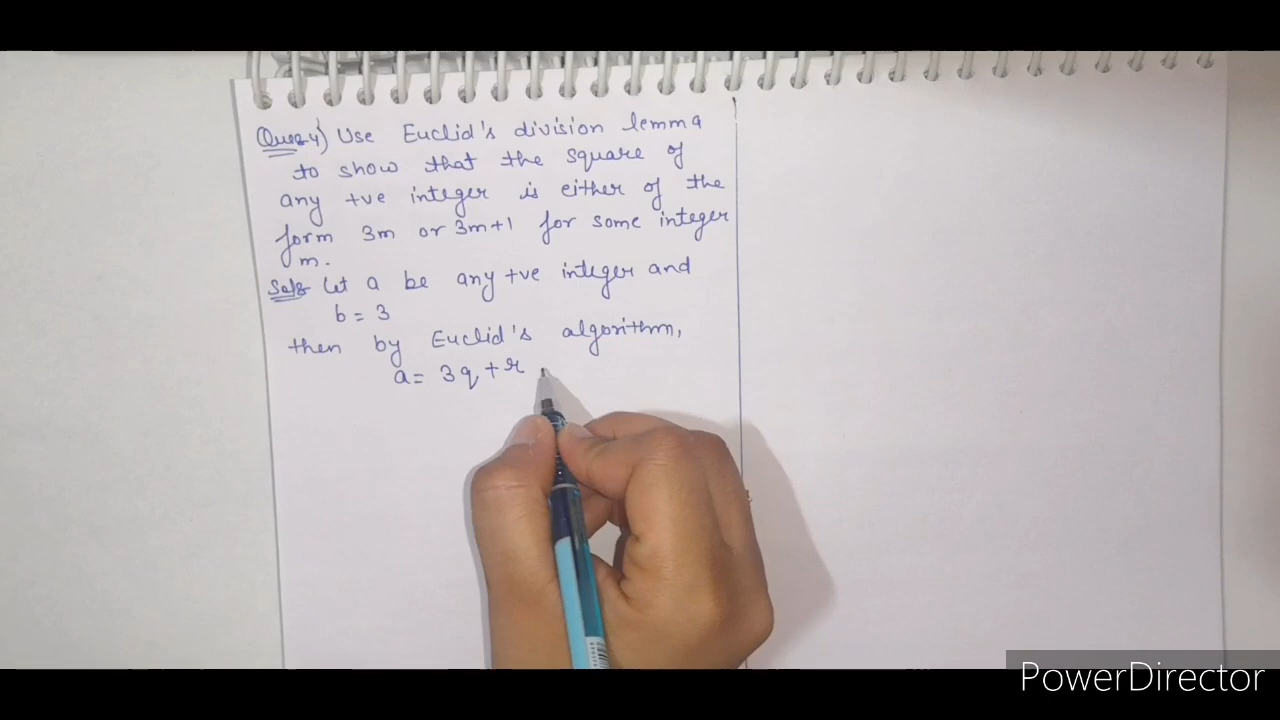 Ques4) Use Euclid's division lemma
to show that the square of
any +ve integer is either of the
form 3m or 3m+1 for some integer
m.
Sol: Let a be any +ve integer and
b = 3
then by Euclid's algorithm,
a = 3q + r
PowerDirector